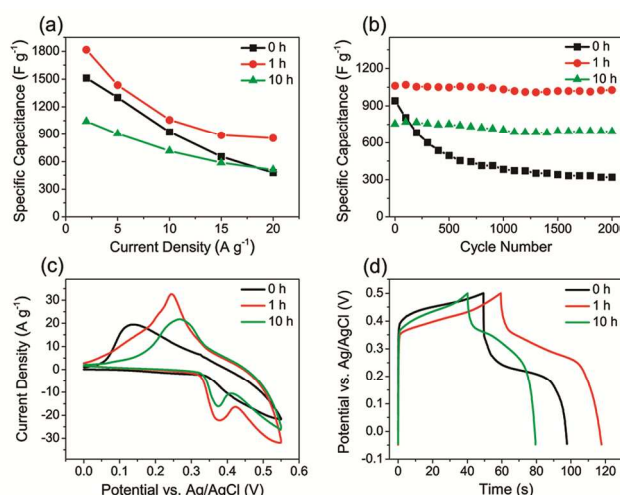 (a)
0 h
1 h
10 h
1800
1500
1200
900
600
300
0
5
10
15
20
Specific Capacitance (F g⁻¹)
Current Density (A g⁻¹)
(b)
0 h
1 h
10 h
1200
900
600
300
0
0
500
1000
1500
2000
Specific Capacitance (F g⁻¹)
Cycle Number
(c)
0 h
1 h
10 h
30
20
10
0
-10
-20
-30
0.0
0.1
0.2
0.3
0.4
0.5
0.6
Current Density (A g⁻¹)
Potential vs. Ag/AgCl (V)
(d)
0 h
1 h
10 h
0.5
0.4
0.3
0.2
0.1
0.0
-0.1
0
20
40
60
80
100
120
Potential vs. Ag/AgCl (V)
Time (s)